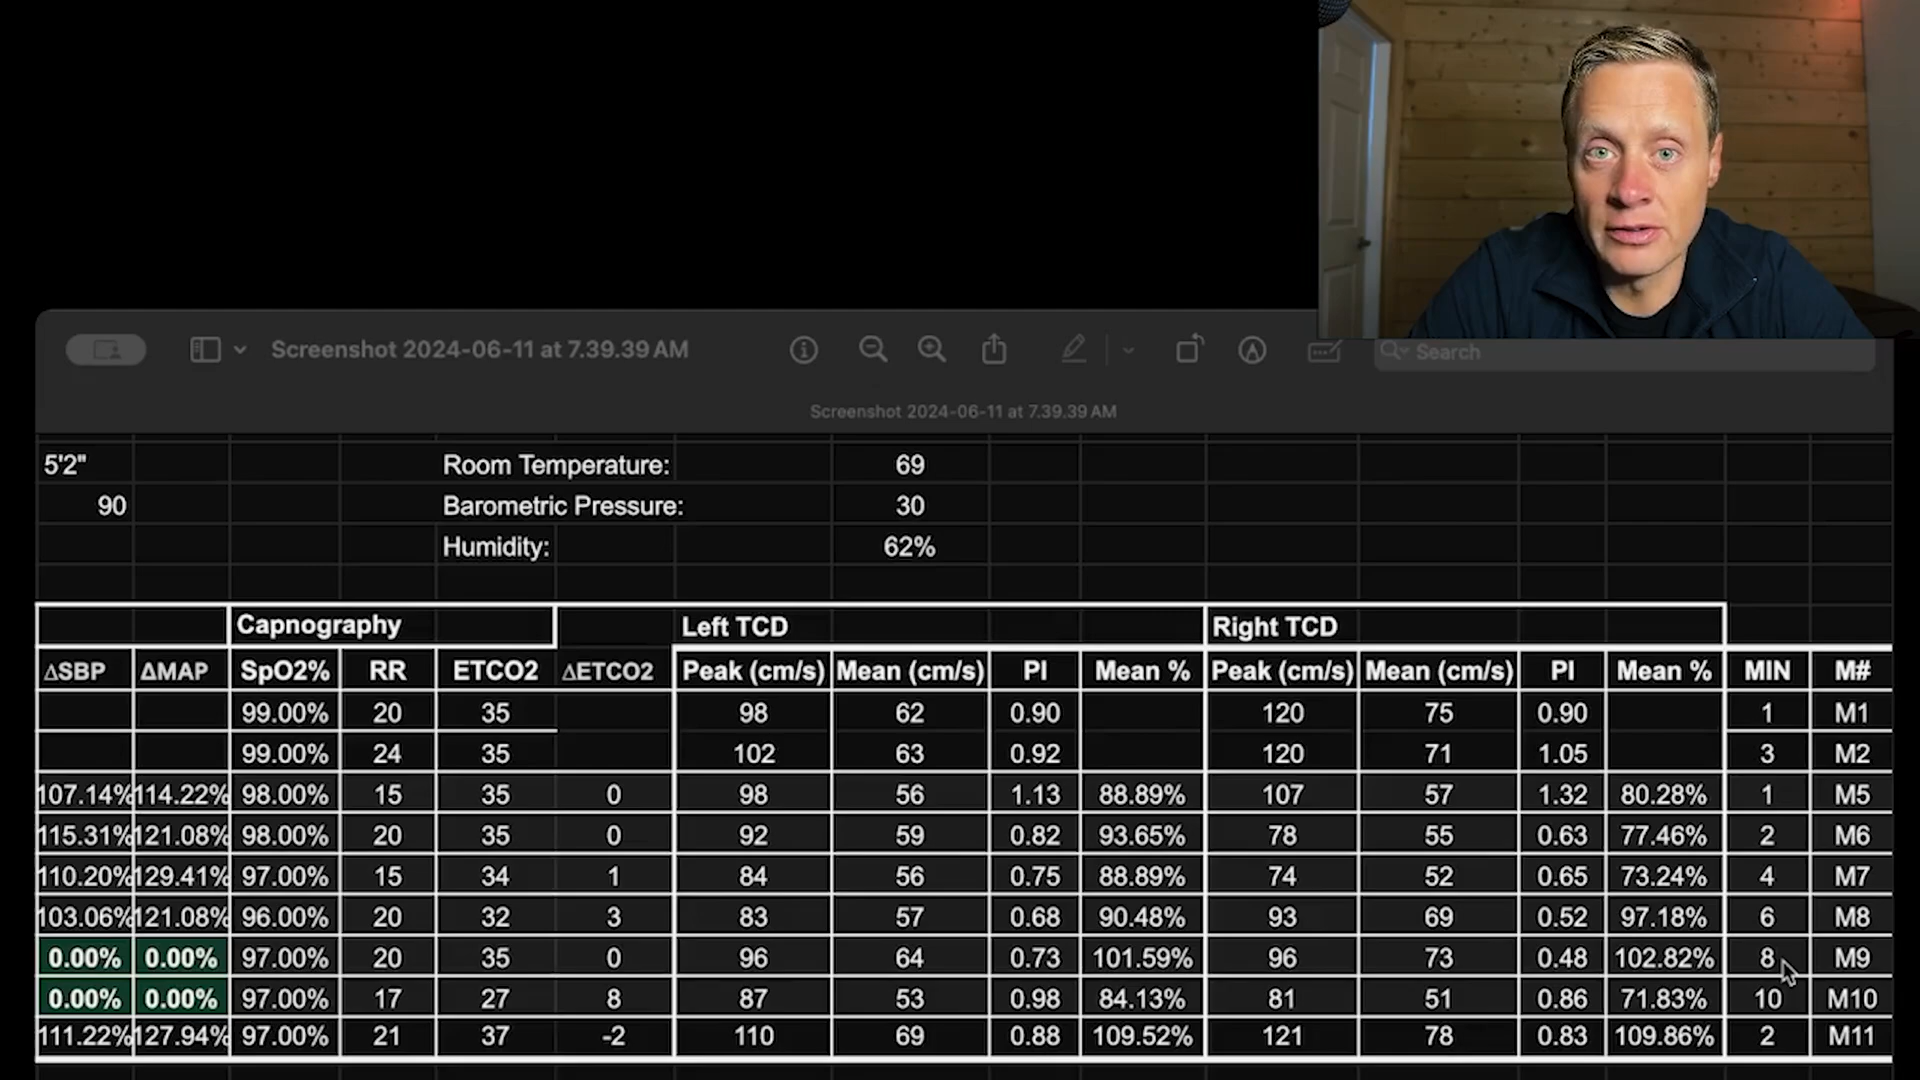 Screenshot 2024-06-11 at 7.39.39 AM
Search
Screenshot 2024-06-11 at 7.39.39 AM
5'2" Room Temperature: 69
90 Barometric Pressure: 30
Humidity: 62%
Capnography Left TCD Right TCD
ΔSBP ΔMAP SpO2% RR ETCO2 ΔETCO2 Peak (cm/s) Mean (cm/s) PI Mean % Peak (cm/s) Mean (cm/s) PI Mean % MIN M#
99.00% 20 35 98 62 0.90 120 75 0.90 1 M1
99.00% 24 35 102 63 0.92 120 71 1.05 3 M2
107.14% 114.22% 98.00% 15 35 0 98 56 1.13 88.89% 107 57 1.32 80.28% 1 M5
115.31% 121.08% 98.00% 20 35 0 92 59 0.82 93.65% 78 55 0.63 77.46% 2 M6
110.20% 129.41% 97.00% 15 34 1 84 56 0.75 88.89% 74 52 0.65 73.24% 4 M7
103.06% 121.08% 96.00% 20 32 3 83 57 0.68 90.48% 93 69 0.52 97.18% 6 M8
0.00% 0.00% 97.00% 20 35 0 96 64 0.73 101.59% 96 73 0.48 102.82% 8 M9
0.00% 0.00% 97.00% 17 27 8 87 53 0.98 84.13% 81 51 0.86 71.83% 10 M10
111.22% 127.94% 97.00% 21 37 -2 110 69 0.88 109.52% 121 78 0.83 109.86% 2 M11